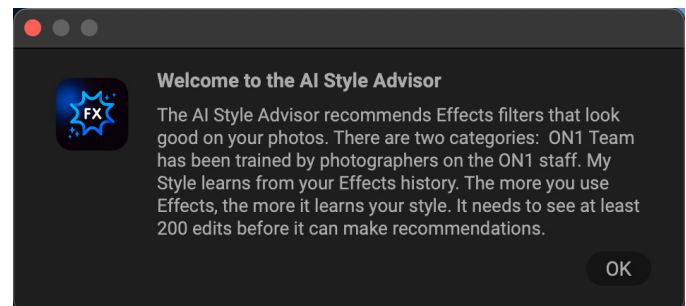 FX
Welcome to the AI Style Advisor
The AI Style Advisor recommends Effects filters that look
good on your photos. There are two categories:  ON1 Team
has been trained by photographers on the ON1 staff. My
Style learns from your Effects history. The more you use
Effects, the more it learns your style. It needs to see at least
200 edits before it can make recommendations.
OK